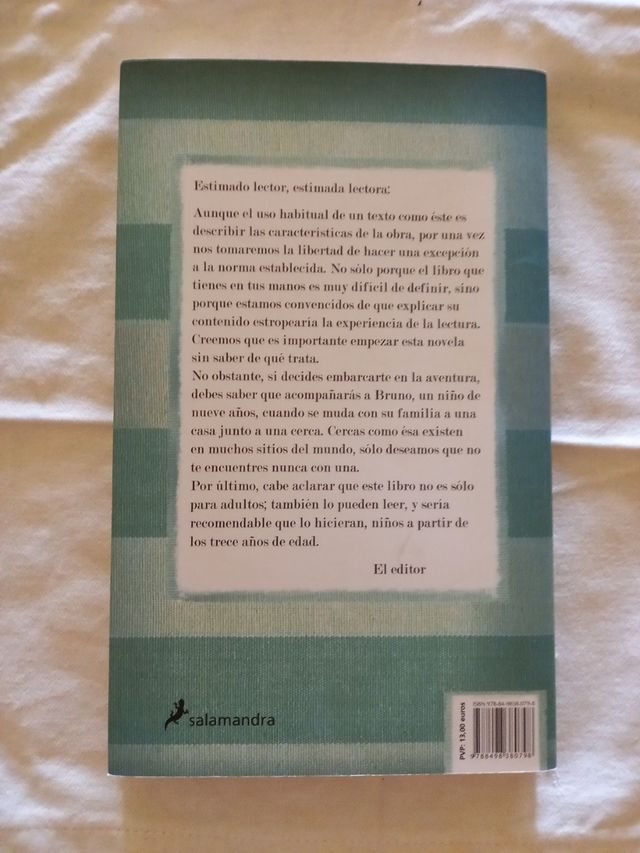 Estimado lector, estimada lectora:
Aunque el uso habitual de un texto como éste es
describir las características de la obra, por una vez
nos tomaremos la libertad de hacer una excepción
a la norma establecida. No sólo porque el libro que
tienes en tus manos es muy difícil de definir, sino
porque estamos convencidos de que explicar su
contenido estropearía la experiencia de la lectura.
Creemos que es importante empezar esta novela
sin saber de qué trata.
No obstante, si decides embarcarte en la aventura,
debes saber que acompañarás a Bruno, un niño de
nueve años, cuando se muda con su familia a una
casa junto a una cerca. Cercas como ésa existen
en muchos sitios del mundo, sólo deseamos que no
te encuentres nunca con una.
Por último, cabe aclarar que este libro no es sólo
para adultos; también lo pueden leer, y sería
recomendable que lo hicieran, niños a partir de
los trece años de edad.
El editor
salamandra
PVP: 13,00 euros
ISBN: 978-84-9838-079-8
9788498380798